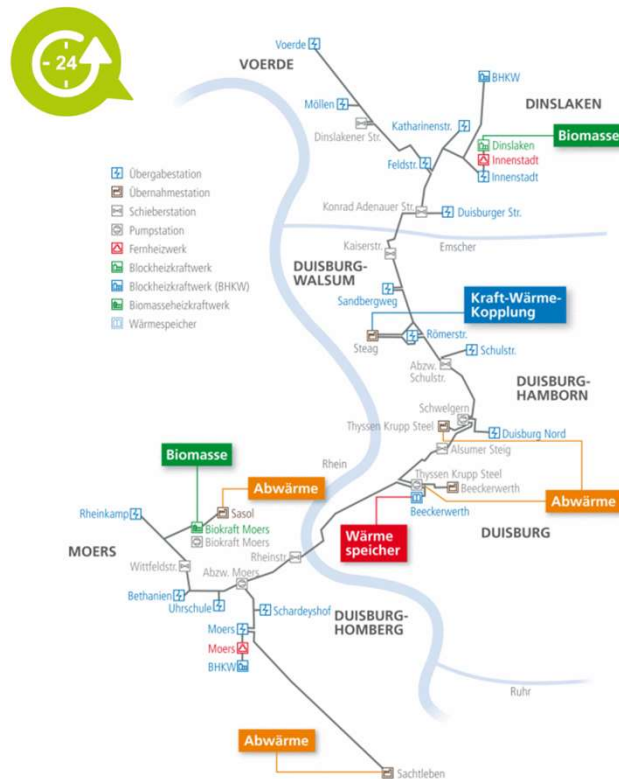 - 24 -
Voerde
VOERDE
BHKW
DINSLAKEN
Möllen
Katharinenstr.
Dinslakener Str.
Biomasse
Dinslaken
Innenstadt
Feldstr.
Innenstadt
Übergabestation
Übernahmestation
Schieberstation
Pumpstation
Fernheizwerk
Blockheizkraftwerk
Blockheizkraftwerk (BHKW)
Biomasseheizkraftwerk
Wärmespeicher
Konrad Adenauer Str.
Duisburger Str.
Kaiserstr.
Emscher
DUISBURG-
WALSUM
Sandbergweg
Kraft-Wärme-
Kopplung
Römerstr.
Steag
Schulstr.
Abzw.
Schulstr.
DUISBURG-
HAMBORN
Schwelgern
Thyssen Krupp Steel
Duisburg Nord
Alsumer Steig
Rhein
Thyssen Krupp Steel
Beeckerwerth
Abwärme
Beeckerwerth
DUISBURG
Wärme
speicher
Biomasse
Abwärme
Rheinkamp
Sasol
Biokraft Moers
Biokraft Moers
MOERS
Wittfeldstr.
Rheinstr.
Abzw. Moers
Bethanien
Uhrschule
Schardeyshof
DUISBURG-
HOMBERG
Moers
Moers
BHKW
Ruhr
Abwärme
Sachtleben